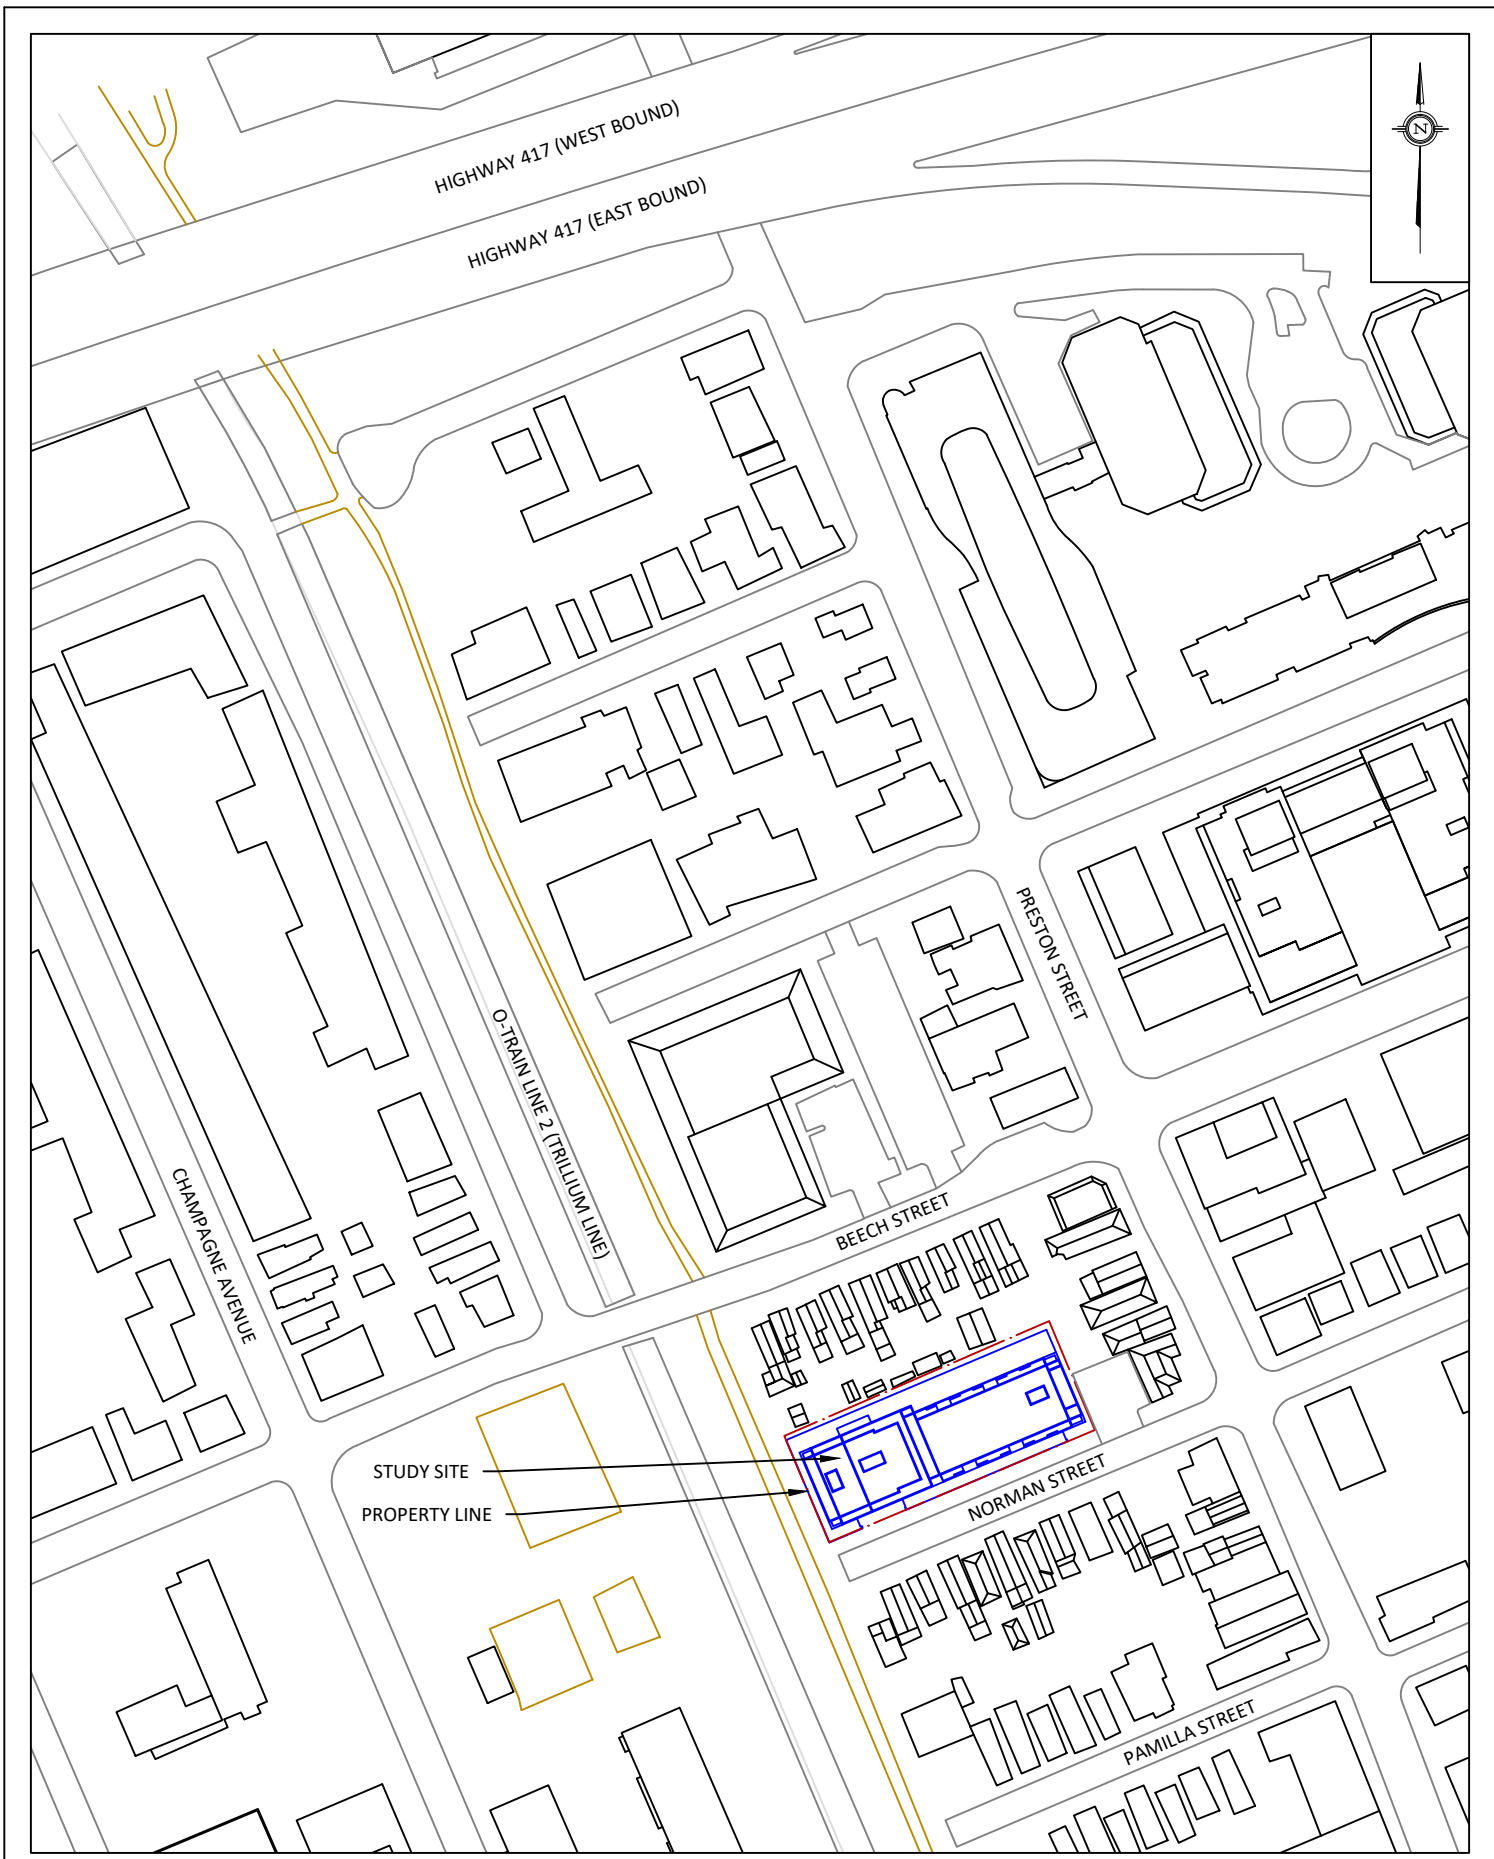 HIGHWAY 417 (WEST BOUND)
N
HIGHWAY 417 (EAST BOUND)
PRESTON STREET
O-TRAIN LINE 2 (TRILLIUM LINE)
CHAMPAGNE AVENUE
BEECH STREET
STUDY SITE
NORMAN STREET
PROPERTY LINE
PAMILLA STREET